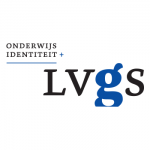 ONDERWIJS
IDENTITEIT +
LVgS